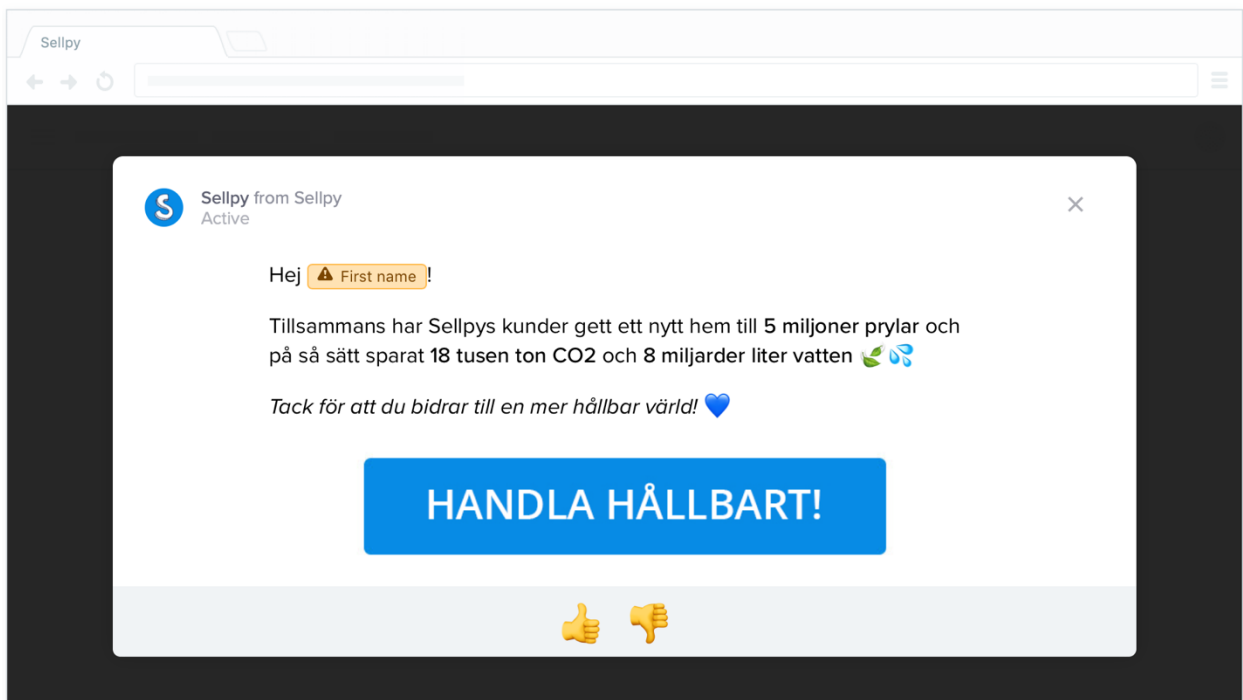 Sellpy
Sellpy from Sellpy
Active
Hej First name!
Tillsammans har Sellpys kunder gett ett nytt hem till 5 miljoner prylar och
på så sätt sparat 18 tusen ton CO2 och 8 miljarder liter vatten 🌿💦
Tack för att du bidrar till en mer hållbar värld! 💙
HANDLA HÅLLBART!